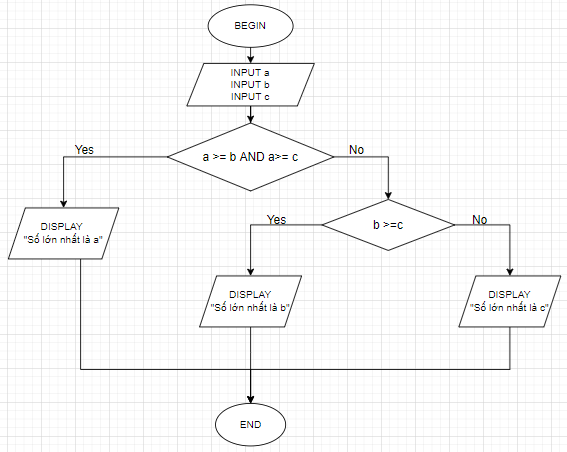 BEGIN
INPUT a
INPUT b
INPUT c
a >= b AND a>= c
Yes
No
DISPLAY
"Số lớn nhất là a"
b >=c
Yes
No
DISPLAY
"Số lớn nhất là b"
DISPLAY
"Số lớn nhất là c"
END